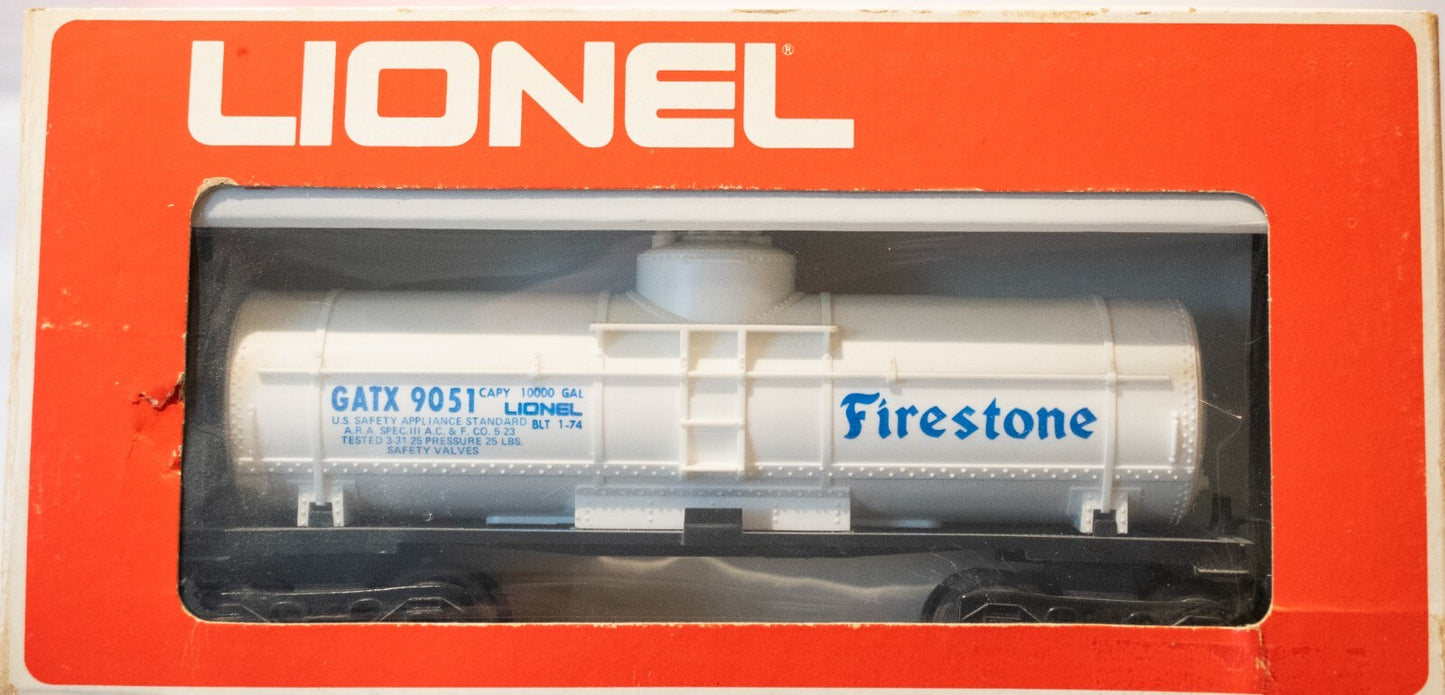 LIONEL®
GATX 9051 CAPY 10000 GAL
LIONEL
BLT 1-74
U.S. SAFETY APPLIANCE STANDARD
A.R.A. SPEC.III A.C. & F. CO. 5-23
TESTED 3-31-25 PRESSURE 25 LBS.
SAFETY VALVES
Firestone